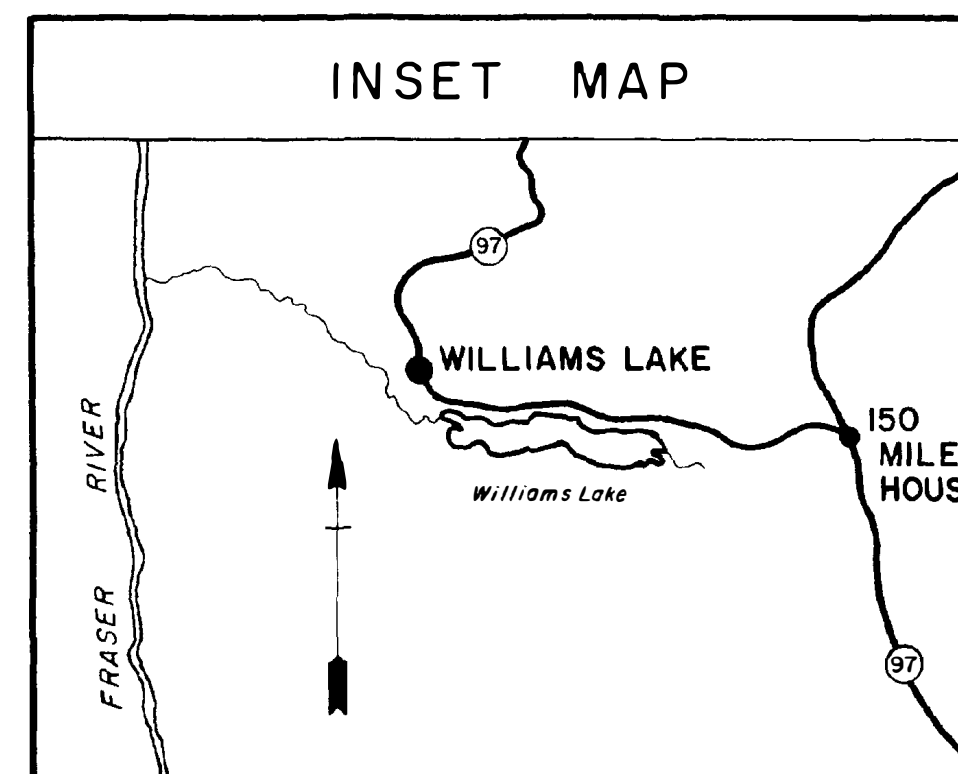 INSET MAP
97
WILLIAMS LAKE
150
MILE
HOUS
Williams Lake
FRASER RIVER
97